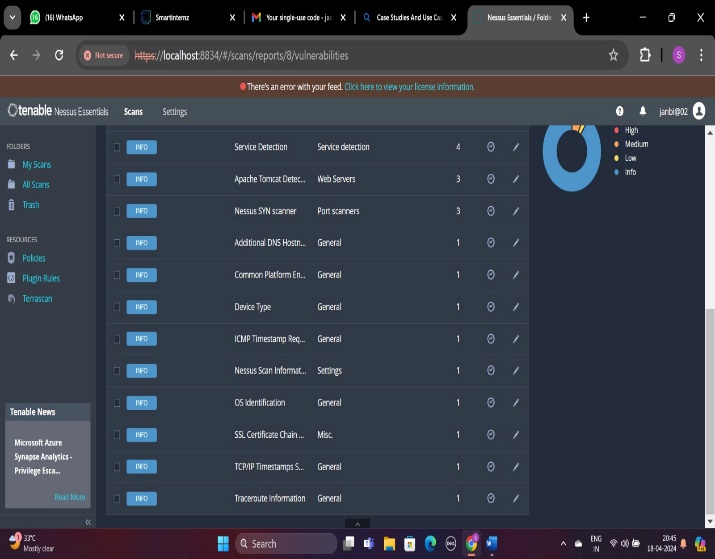 (16) WhatsApp
Smartinternz
Your single-use code - jan
Case Studies And Use Cas
Nessus Essentials / Folder
Not secure https://localhost:8834/#/scans/reports/8/vulnerabilities
S
There's an error with your feed. Click here to view your license information.
tenable Nessus Essentials Scans Settings janbi@02
FOLDERS
My Scans
All Scans
Trash
RESOURCES
Policies
Plugin Rules
Terrascan
Tenable News
Microsoft Azure
Synapse Analytics -
Privilege Esca...
Read More
INFO Service Detection Service detection 4
INFO Apache Tomcat Detec... Web Servers 3
INFO Nessus SYN scanner Port scanners 3
INFO Additional DNS Hostn... General 1
INFO Common Platform En... General 1
INFO Device Type General 1
INFO ICMP Timestamp Req... General 1
INFO Nessus Scan Informat... Settings 1
INFO OS Identification General 1
INFO SSL Certificate Chain ... Misc. 1
INFO TCP/IP Timestamps S... General 1
INFO Traceroute Information General 1
High
Medium
Low
Info
33°C
Mostly clear
Search
ENG
IN
20:45
18-04-2024